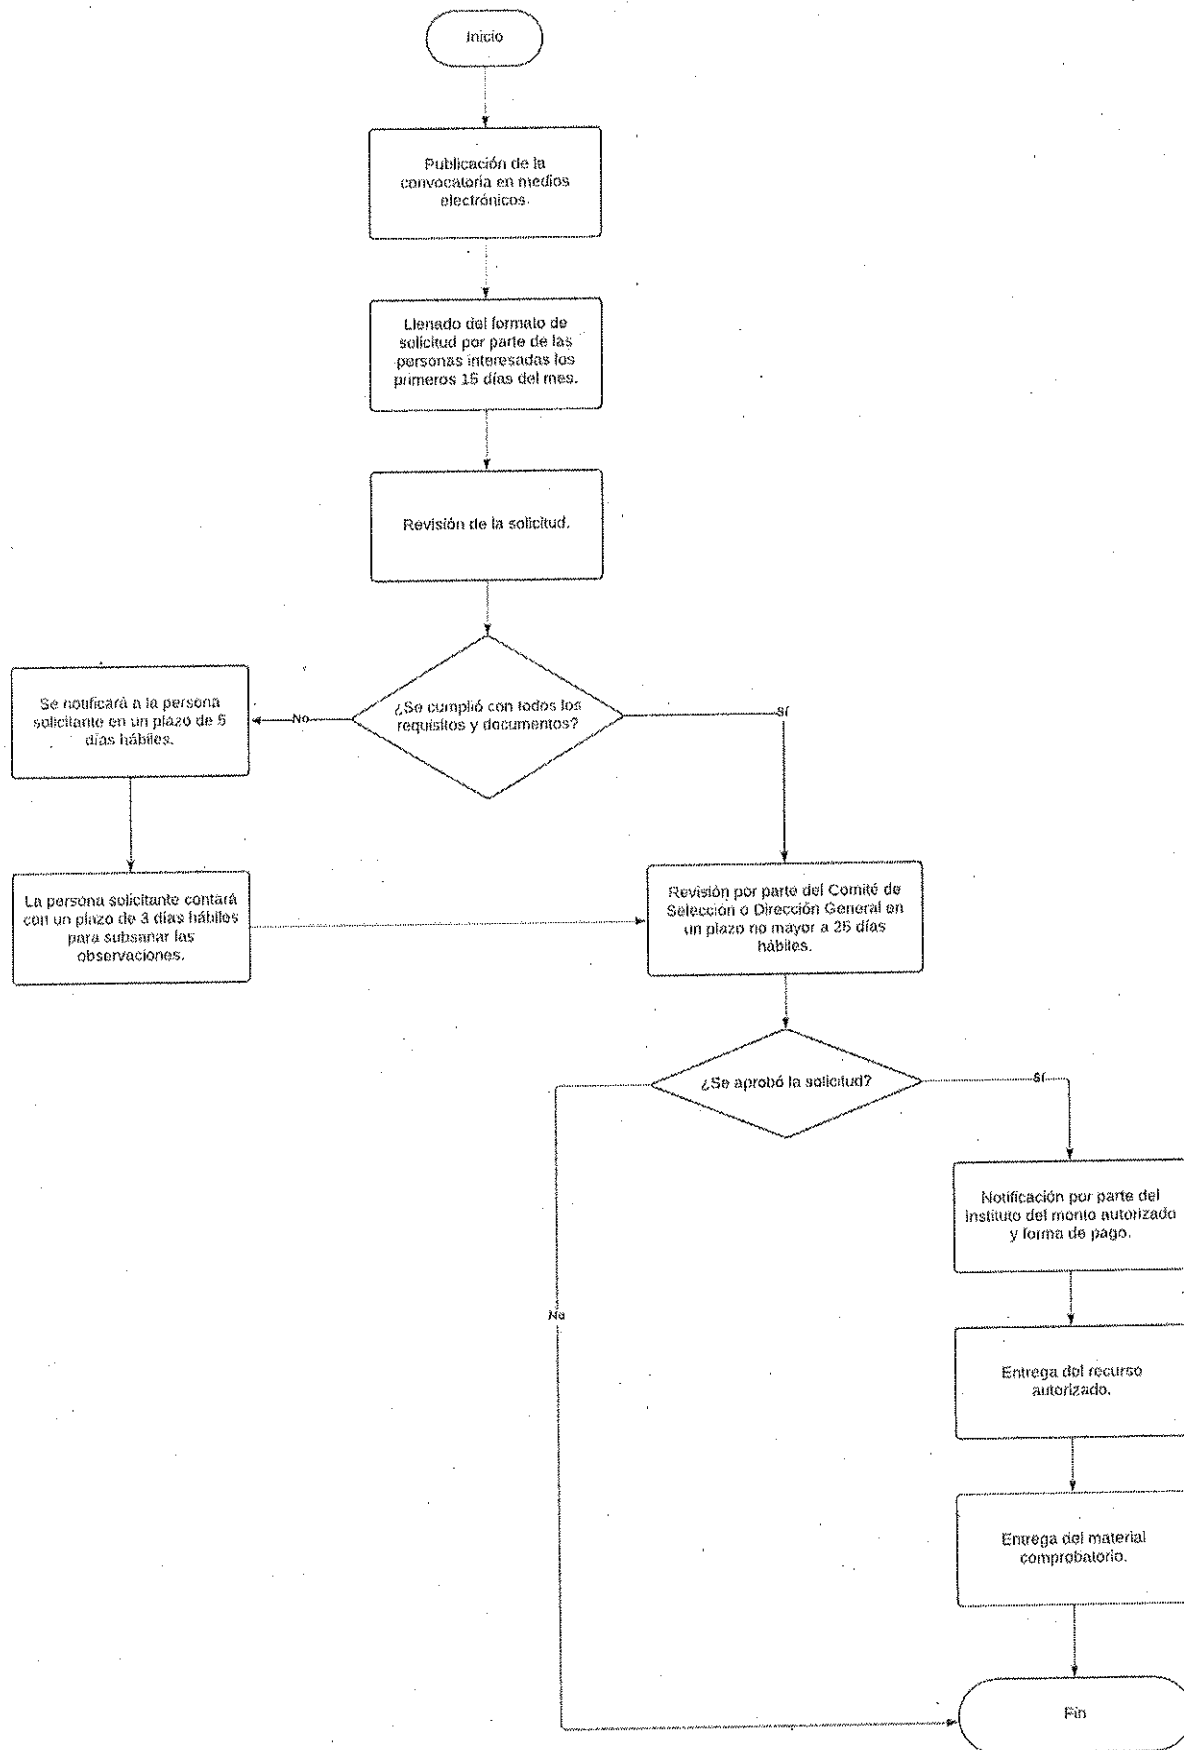 Inicio
Publicación de la
convocatoria en medios
electrónicos.
Llenado del formato de
solicitud por parte de las
personas interesadas los
primeros 15 días del mes.
Revisión de la solicitud.
¿Se cumplió con todos los
requisitos y documentos?
No
Sí
Se notificará a la persona
solicitante en un plazo de 5
días hábiles.
La persona solicitante contará
con un plazo de 3 días hábiles
para subsanar las
observaciones.
Revisión por parte del Comité de
Selección o Dirección General en
un plazo no mayor a 25 días
hábiles.
¿Se aprobó la solicitud?
Sí
No
Notificación por parte del
Instituto del monto autorizado
y forma de pago.
Entrega del recurso
autorizado.
Entrega del material
comprobatorio.
Fin